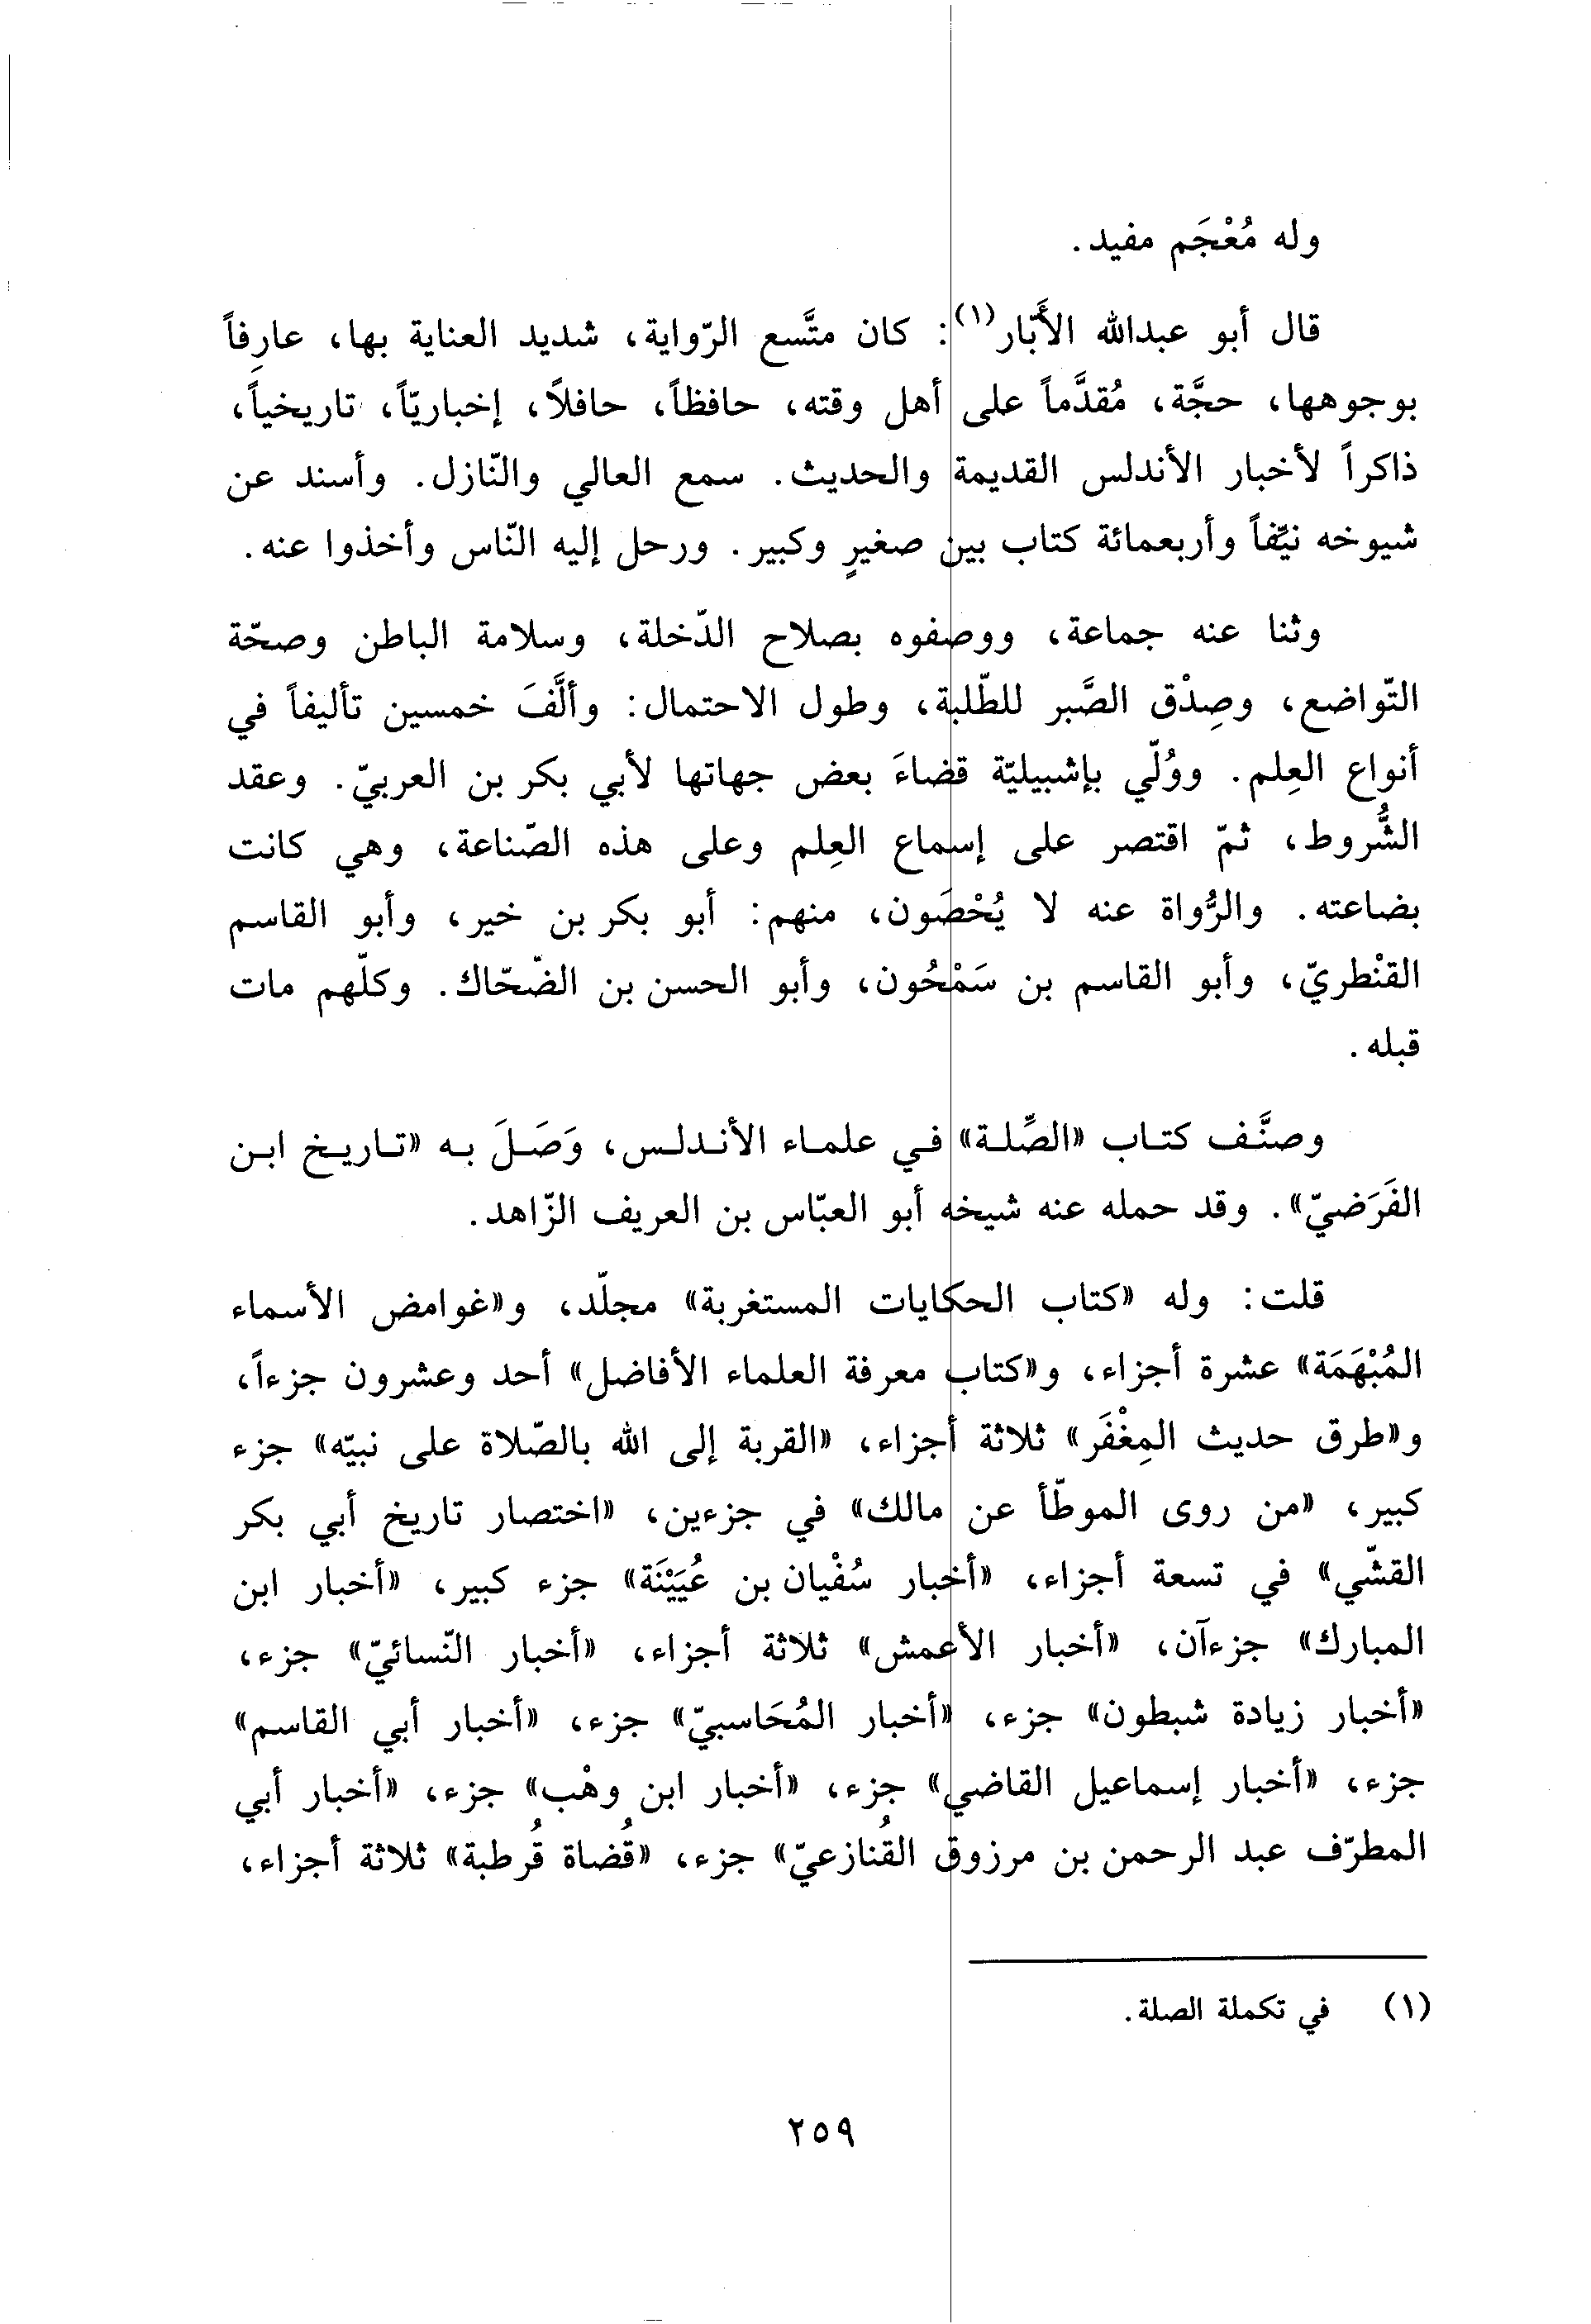 وله مُعْجَم مفيد.
قال أبو عبدالله الأَبّار(١): كان متَّسع الرّواية، شديد العناية بها، عارِفاً
بوجوهها، حجَّة، مُقدَّماً على أهل وقته، حافظاً، حافلاً، إخباريّاً، تاريخياً،
ذاكراً لأخبار الأندلس القديمة والحديث. سمع العالي والنّازل. وأسند عن
شيوخه نيّفاً وأربعمائة كتاب بين صغيرٍ وكبير. ورحل إليه النّاس وأخذوا عنه.
وثنا عنه جماعة، ووصفوه بصلاح الدّخلة، وسلامة الباطن وصحّة
التّواضع، وصِدْق الصَّبر للطّلبة، وطول الاحتمال: وألَّفَ خمسين تأليفاً في
أنواع العِلم. ووُلّي بإشبيليّة قضاءَ بعض جهاتها لأبي بكر بن العربيّ. وعقد
الشُّروط، ثمّ اقتصر على إسماع العِلم وعلى هذه الصّناعة، وهي كانت
بضاعته. والرُّواة عنه لا يُحْصَون، منهم: أبو بكر بن خير، وأبو القاسم
القنْطريّ، وأبو القاسم بن سَمْحُون، وأبو الحسن بن الضّحّاك. وكلّهم مات
قبله.
وصنَّف كتاب «الصِّلة» في علماء الأندلس، وَصَلَ به «تاريخ ابن
الفَرَضيّ». وقد حمله عنه شيخه أبو العبّاس بن العريف الزّاهد.
قلت: وله «كتاب الحكايات المستغربة» مجلّد، و«غوامض الأسماء
المُبْهَمَة» عشرة أجزاء، و«كتاب معرفة العلماء الأفاضل» أحد وعشرون جزءاً،
و«طرق حديث المِغْفَر» ثلاثة أجزاء، «القربة إلى الله بالصّلاة على نبيّه» جزء
كبير، «من روى الموطّأ عن مالك» في جزءين، «اختصار تاريخ أبي بكر
القشّي» في تسعة أجزاء، «أخبار سُفْيان بن عُيَيْنَة» جزء كبير، «أخبار ابن
المبارك» جزءآن، «أخبار الأعمش» ثلاثة أجزاء، «أخبار النّسائيّ» جزء،
«أخبار زيادة شبطون» جزء، «أخبار المُحَاسبيّ» جزء، «أخبار أبي القاسم»
جزء، «أخبار إسماعيل القاضي» جزء، «أخبار ابن وهْب» جزء، «أخبار أبي
المطرّف عبد الرحمن بن مرزوق القُنازعيّ» جزء، «قُضاة قُرطبة» ثلاثة أجزاء،
(١) في تكملة الصلة.
٢٥٩